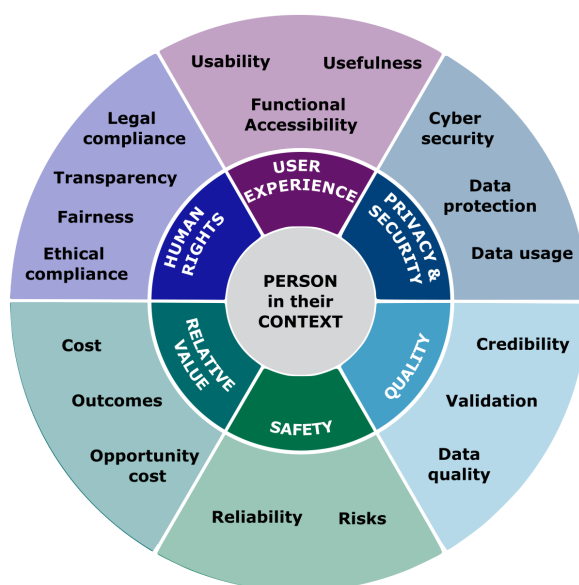 Usability
Usefulness
Functional
Accessibility
USER
EXPERIENCE
Cyber
security
Data
protection
Data usage
PRIVACY &
SECURITY
Credibility
Validation
Data
quality
QUALITY
Reliability
Risks
SAFETY
Cost
Outcomes
Opportunity
cost
RELATIVE
VALUE
Legal
compliance
Transparency
Fairness
Ethical
compliance
HUMAN
RIGHTS
PERSON
in their
CONTEXT